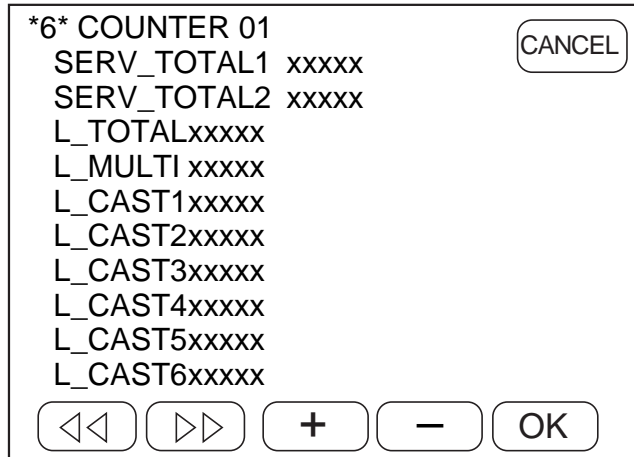 *6* COUNTER 01
CANCEL
SERV_TOTAL1 xxxxx
SERV_TOTAL2 xxxxx
L_TOTALxxxxx
L_MULTI xxxxx
L_CAST1xxxxx
L_CAST2xxxxx
L_CAST3xxxxx
L_CAST4xxxxx
L_CAST5xxxxx
L_CAST6xxxxx
+ − OK